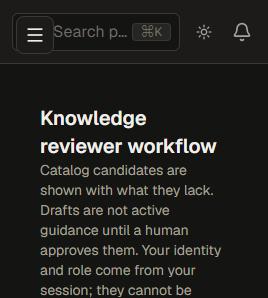 Search p... ⌘K
Knowledge
reviewer workflow
Catalog candidates are
shown with what they lack.
Drafts are not active
guidance until a human
approves them. Your identity
and role come from your
session; they cannot be